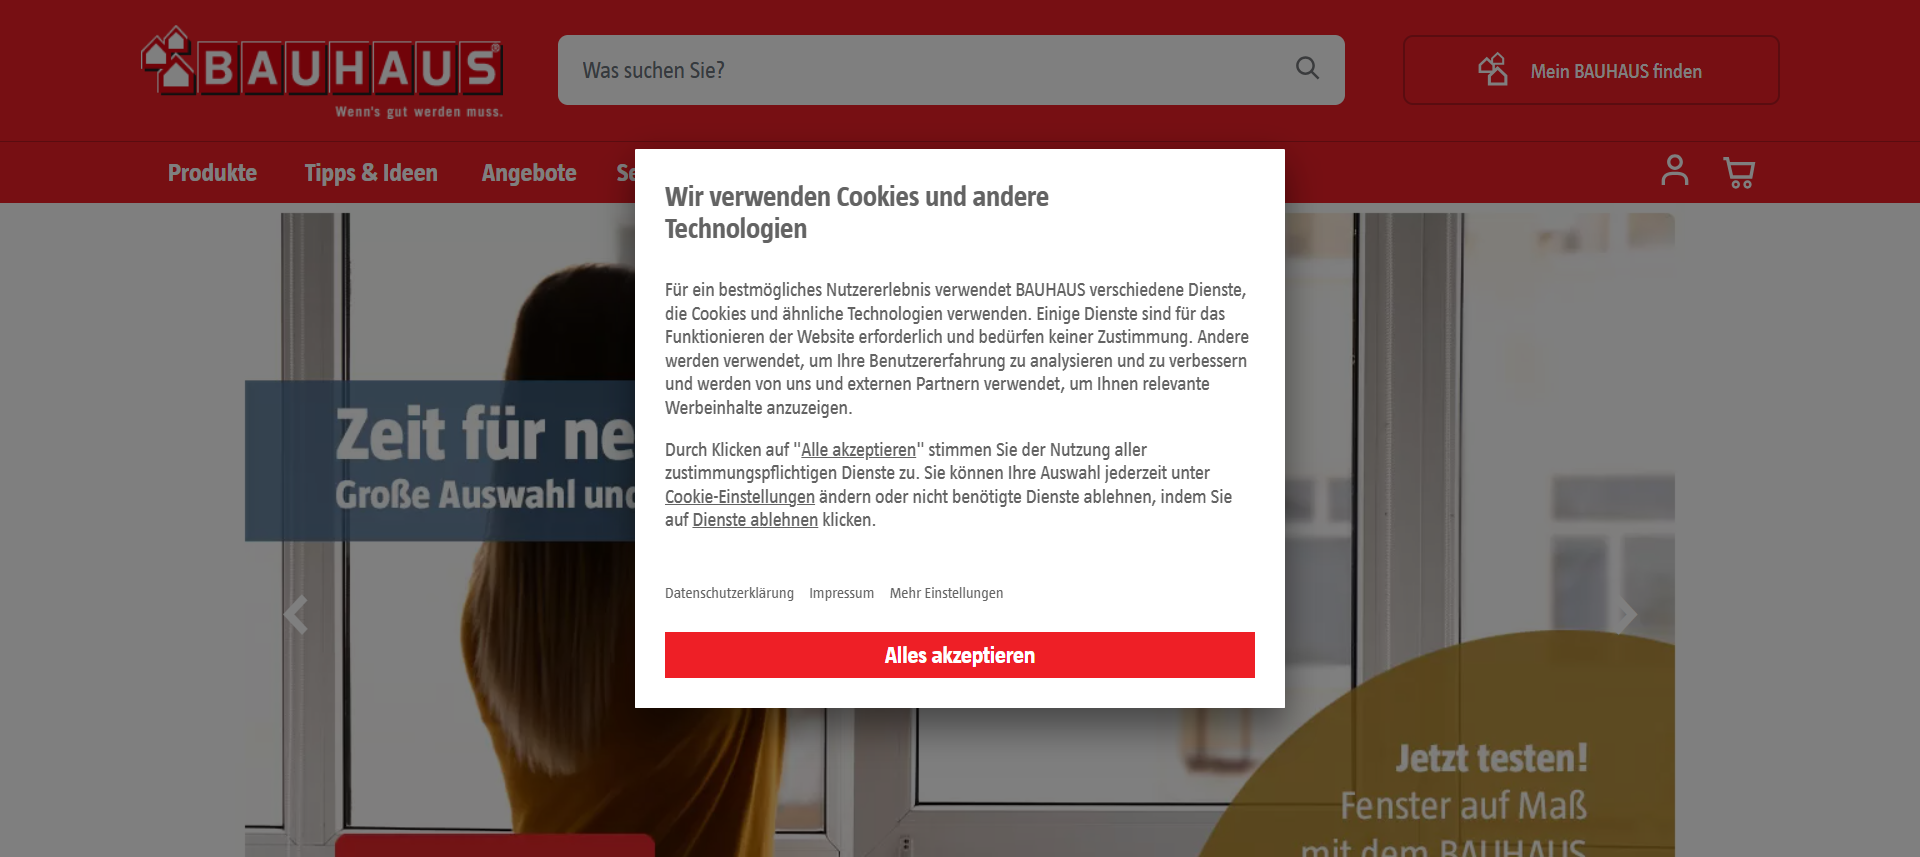 BAUHAUS®
Wenn's gut werden muss.
Was suchen Sie?
Mein BAUHAUS finden
Produkte
Tipps & Ideen
Angebote
Wir verwenden Cookies und andere
Technologien
Für ein bestmögliches Nutzererlebnis verwendet BAUHAUS verschiedene Dienste,
die Cookies und ähnliche Technologien verwenden. Einige Dienste sind für das
Funktionieren der Website erforderlich und bedürfen keiner Zustimmung. Andere
werden verwendet, um Ihre Benutzererfahrung zu analysieren und zu verbessern
und werden von uns und externen Partnern verwendet, um Ihnen relevante
Werbeinhalte anzuzeigen.
Durch Klicken auf "Alle akzeptieren" stimmen Sie der Nutzung aller
zustimmungspflichtigen Dienste zu. Sie können Ihre Auswahl jederzeit unter
Cookie-Einstellungen ändern oder nicht benötigte Dienste ablehnen, indem Sie
auf Dienste ablehnen klicken.
Datenschutzerklärung Impressum Mehr Einstellungen
Alles akzeptieren
Zeit für ne
Große Auswahl und
Jetzt testen!
Fenster auf Maß
mit dem BAUHAUS